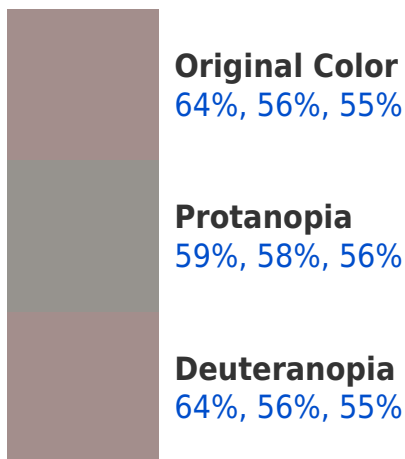 Original Color
64%, 56%, 55%
Protanopia
59%, 58%, 56%
Deuteranopia
64%, 56%, 55%